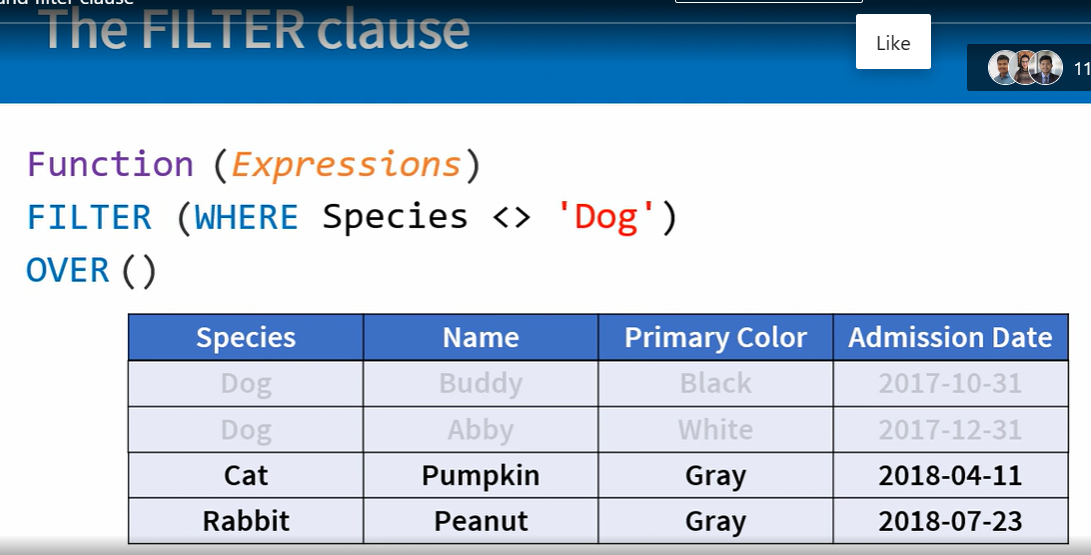 and filter clause
The FILTER clause
Like
11
Function (Expressions)
FILTER (WHERE Species <> 'Dog')
OVER ()
Species Name Primary Color Admission Date
Dog Buddy Black 2017-10-31
Dog Abby White 2017-12-31
Cat Pumpkin Gray 2018-04-11
Rabbit Peanut Gray 2018-07-23